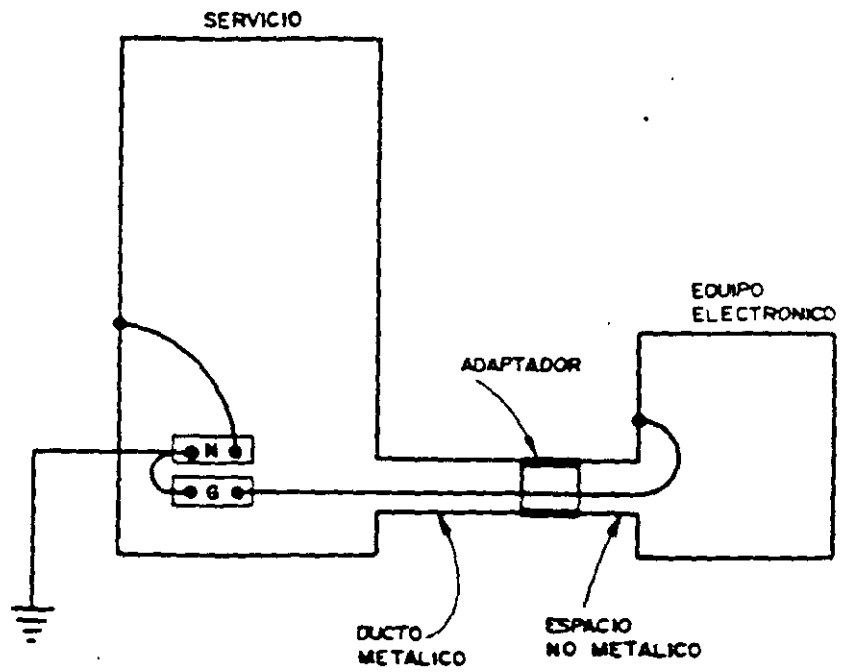 SERVICIO
EQUIPO
ELECTRONICO
ADAPTADOR
N
G
DUCTO
METALICO
ESPACIO
NO METALICO